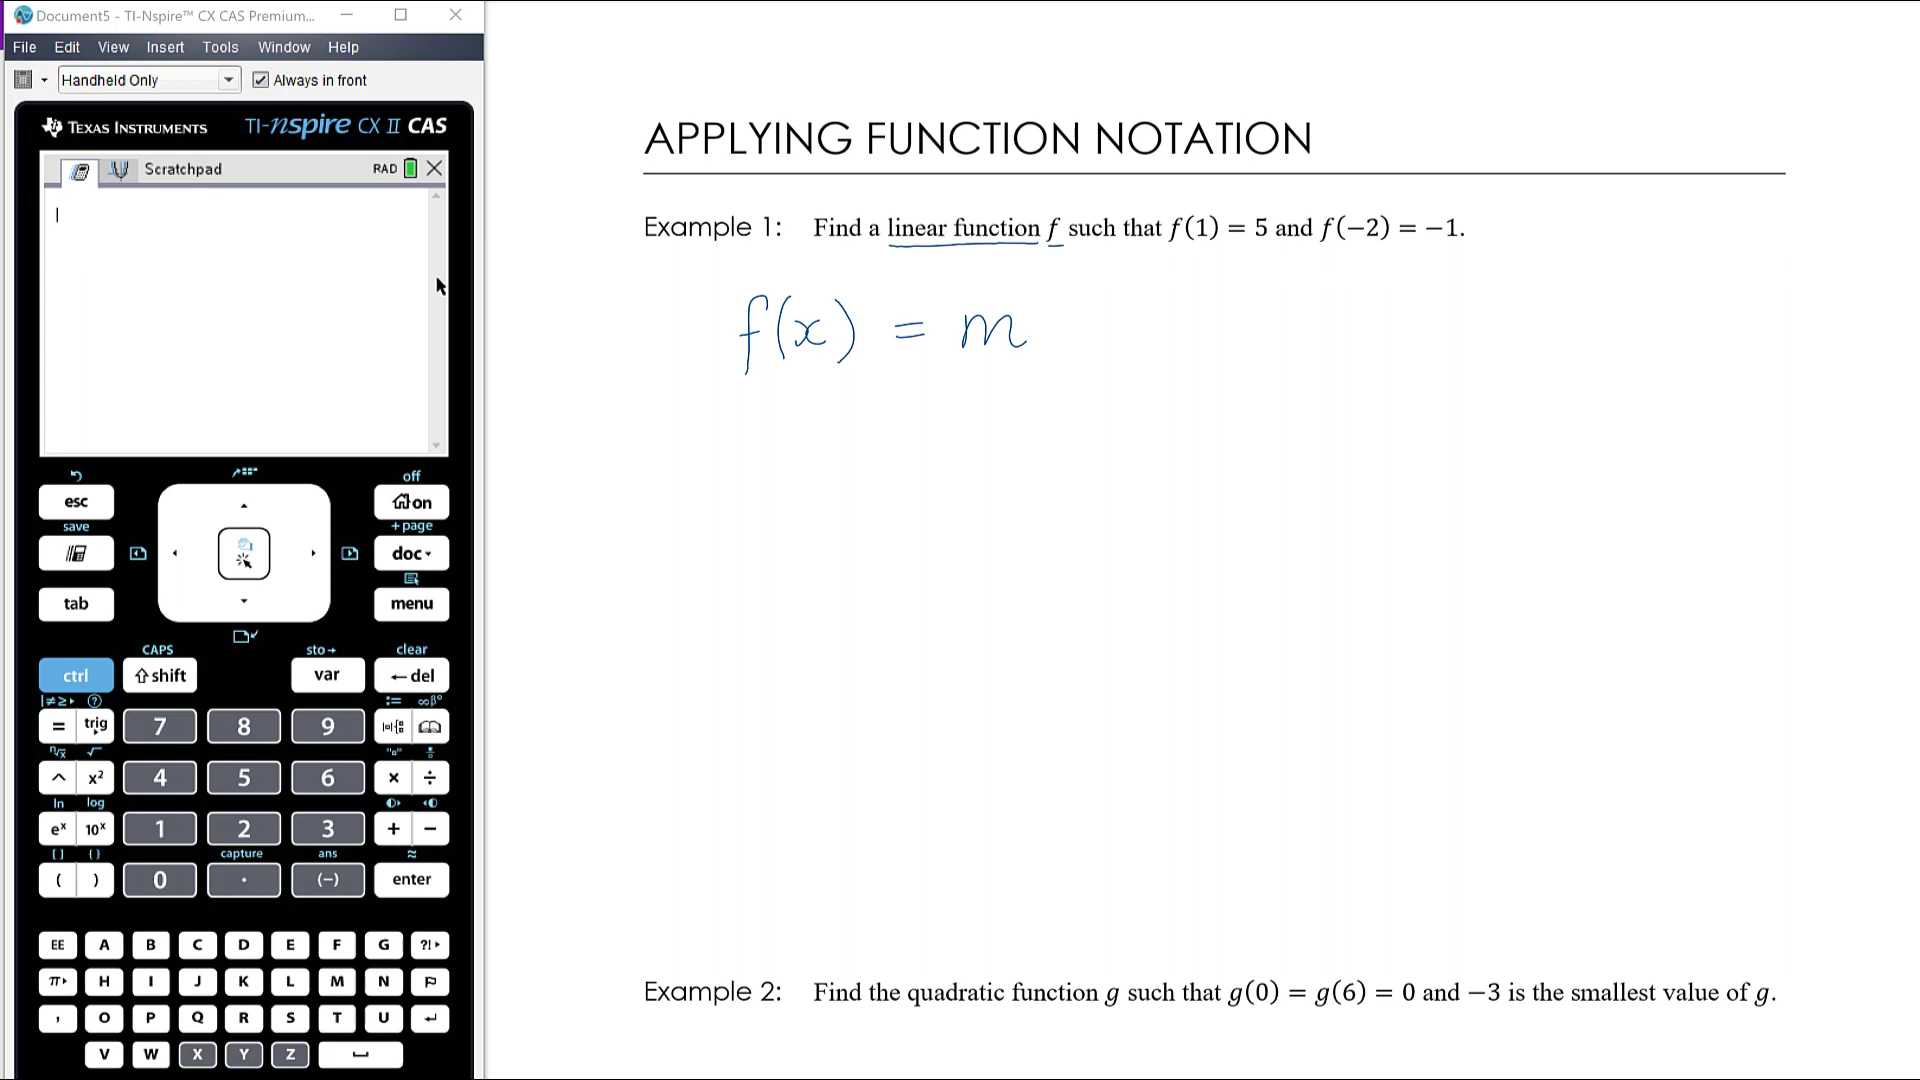 Document5 - TI-Nspire™ CX CAS Premium...
File Edit View Insert Tools Window Help
Handheld Only Always in front
TEXAS INSTRUMENTS TI-nspire CX II CAS
Scratchpad RAD
APPLYING FUNCTION NOTATION
Example 1: Find a linear function f such that f(1) = 5 and f(−2) = −1.
f(x) = m
off
esc on
save +page
doc
tab menu
CAPS sto→ clear
ctrl ⇧shift var ←del
|≠≥▸ ? := ∞β°
= trig 7 8 9
ⁿ√x √
^ x² 4 5 6 × ÷
ln log
eˣ 10ˣ 1 2 3 + −
[ ] { } capture ans ≈
( ) 0 . (−) enter
EE A B C D E F G ?!▸
π▸ H I J K L M N
, O P Q R S T U
V W X Y Z
Example 2: Find the quadratic function g such that g(0) = g(6) = 0 and −3 is the smallest value of g.